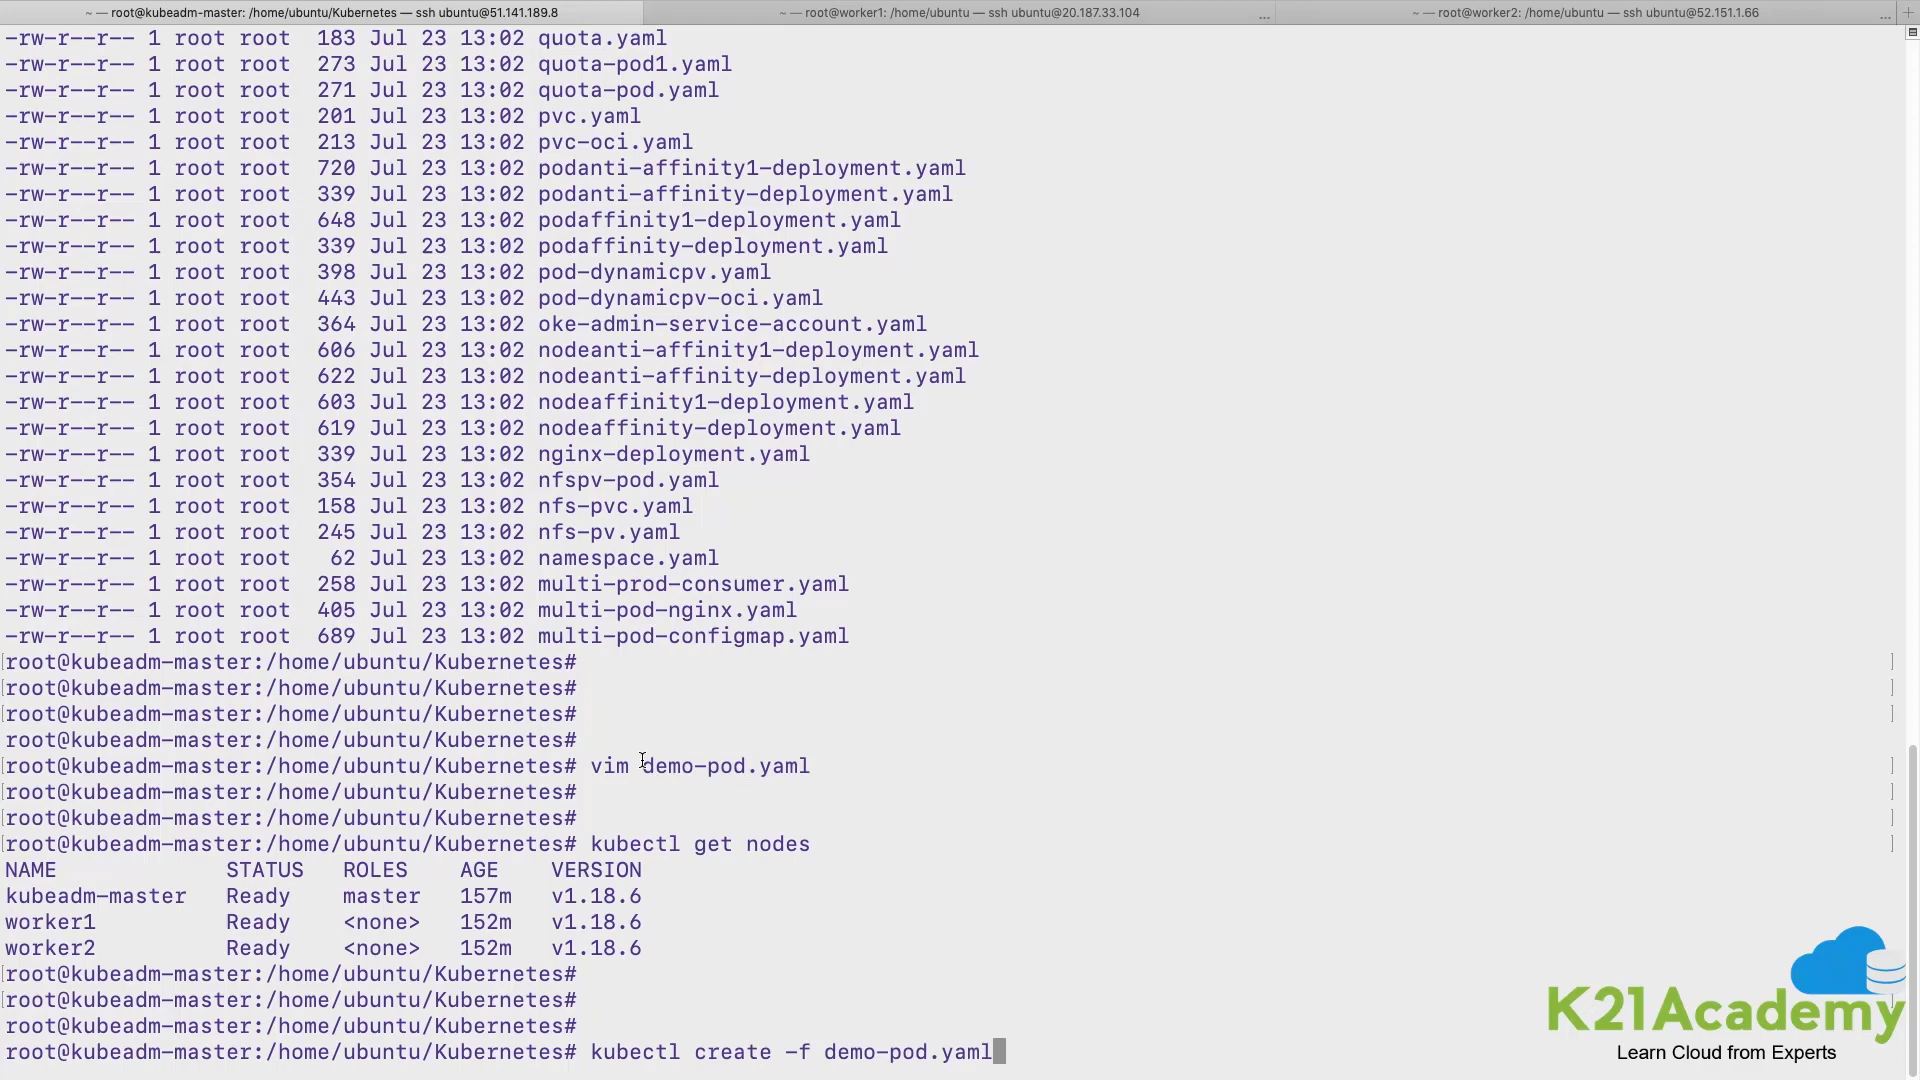 ~ — root@kubeadm-master: /home/ubuntu/Kubernetes — ssh ubuntu@51.141.189.8
~ — root@worker1: /home/ubuntu — ssh ubuntu@20.187.33.104 ...
~ — root@worker2: /home/ubuntu — ssh ubuntu@52.151.1.66 ... +
-rw-r--r-- 1 root root  183 Jul 23 13:02 quota.yaml
-rw-r--r-- 1 root root  273 Jul 23 13:02 quota-pod1.yaml
-rw-r--r-- 1 root root  271 Jul 23 13:02 quota-pod.yaml
-rw-r--r-- 1 root root  201 Jul 23 13:02 pvc.yaml
-rw-r--r-- 1 root root  213 Jul 23 13:02 pvc-oci.yaml
-rw-r--r-- 1 root root  720 Jul 23 13:02 podanti-affinity1-deployment.yaml
-rw-r--r-- 1 root root  339 Jul 23 13:02 podanti-affinity-deployment.yaml
-rw-r--r-- 1 root root  648 Jul 23 13:02 podaffinity1-deployment.yaml
-rw-r--r-- 1 root root  339 Jul 23 13:02 podaffinity-deployment.yaml
-rw-r--r-- 1 root root  398 Jul 23 13:02 pod-dynamicpv.yaml
-rw-r--r-- 1 root root  443 Jul 23 13:02 pod-dynamicpv-oci.yaml
-rw-r--r-- 1 root root  364 Jul 23 13:02 oke-admin-service-account.yaml
-rw-r--r-- 1 root root  606 Jul 23 13:02 nodeanti-affinity1-deployment.yaml
-rw-r--r-- 1 root root  622 Jul 23 13:02 nodeanti-affinity-deployment.yaml
-rw-r--r-- 1 root root  603 Jul 23 13:02 nodeaffinity1-deployment.yaml
-rw-r--r-- 1 root root  619 Jul 23 13:02 nodeaffinity-deployment.yaml
-rw-r--r-- 1 root root  339 Jul 23 13:02 nginx-deployment.yaml
-rw-r--r-- 1 root root  354 Jul 23 13:02 nfspv-pod.yaml
-rw-r--r-- 1 root root  158 Jul 23 13:02 nfs-pvc.yaml
-rw-r--r-- 1 root root  245 Jul 23 13:02 nfs-pv.yaml
-rw-r--r-- 1 root root   62 Jul 23 13:02 namespace.yaml
-rw-r--r-- 1 root root  258 Jul 23 13:02 multi-prod-consumer.yaml
-rw-r--r-- 1 root root  405 Jul 23 13:02 multi-pod-nginx.yaml
-rw-r--r-- 1 root root  689 Jul 23 13:02 multi-pod-configmap.yaml
[root@kubeadm-master:/home/ubuntu/Kubernetes# ]
[root@kubeadm-master:/home/ubuntu/Kubernetes# ]
[root@kubeadm-master:/home/ubuntu/Kubernetes# ]
root@kubeadm-master:/home/ubuntu/Kubernetes#
[root@kubeadm-master:/home/ubuntu/Kubernetes# vim demo-pod.yaml ]
[root@kubeadm-master:/home/ubuntu/Kubernetes# ]
[root@kubeadm-master:/home/ubuntu/Kubernetes# ]
[root@kubeadm-master:/home/ubuntu/Kubernetes# kubectl get nodes ]
NAME             STATUS   ROLES    AGE    VERSION
kubeadm-master   Ready    master   157m   v1.18.6
worker1          Ready    <none>   152m   v1.18.6
worker2          Ready    <none>   152m   v1.18.6
[root@kubeadm-master:/home/ubuntu/Kubernetes#
[root@kubeadm-master:/home/ubuntu/Kubernetes# ]
[root@kubeadm-master:/home/ubuntu/Kubernetes#
root@kubeadm-master:/home/ubuntu/Kubernetes# kubectl create -f demo-pod.yaml
K21Academy
Learn Cloud from Experts